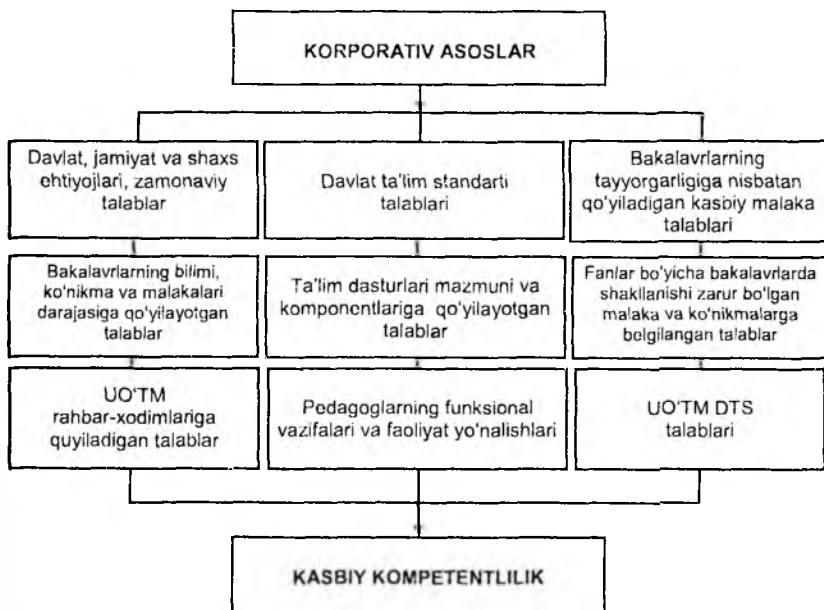 KORPORATIV ASOSLAR
Davlat, jamiyat va shaxs
ehtiyojlari, zamonaviy
talablar
Davlat ta'lim standarti
talablari
Bakalavrlarning
tayyorgarligiga nisbatan
qo'yiladigan kasbiy malaka
talablari
Bakalavrlarning bilimi,
ko'nikma va malakalari
darajasiga qo'yilayotgan
talablar
Ta'lim dasturlari mazmuni va
komponentlariga qo'yilayotgan
talablar
Fanlar bo'yicha bakalavrlarda
shakllanishi zarur bo'lgan
malaka va ko'nikmalarga
belgilangan talablar
UO'TM
rahbar-xodimlariga
quyiladigan talablar
Pedagoglarning funksional
vazifalari va faoliyat yo'nalishlari
UO'TM DTS
talablari
KASBIY KOMPETENTLILIK